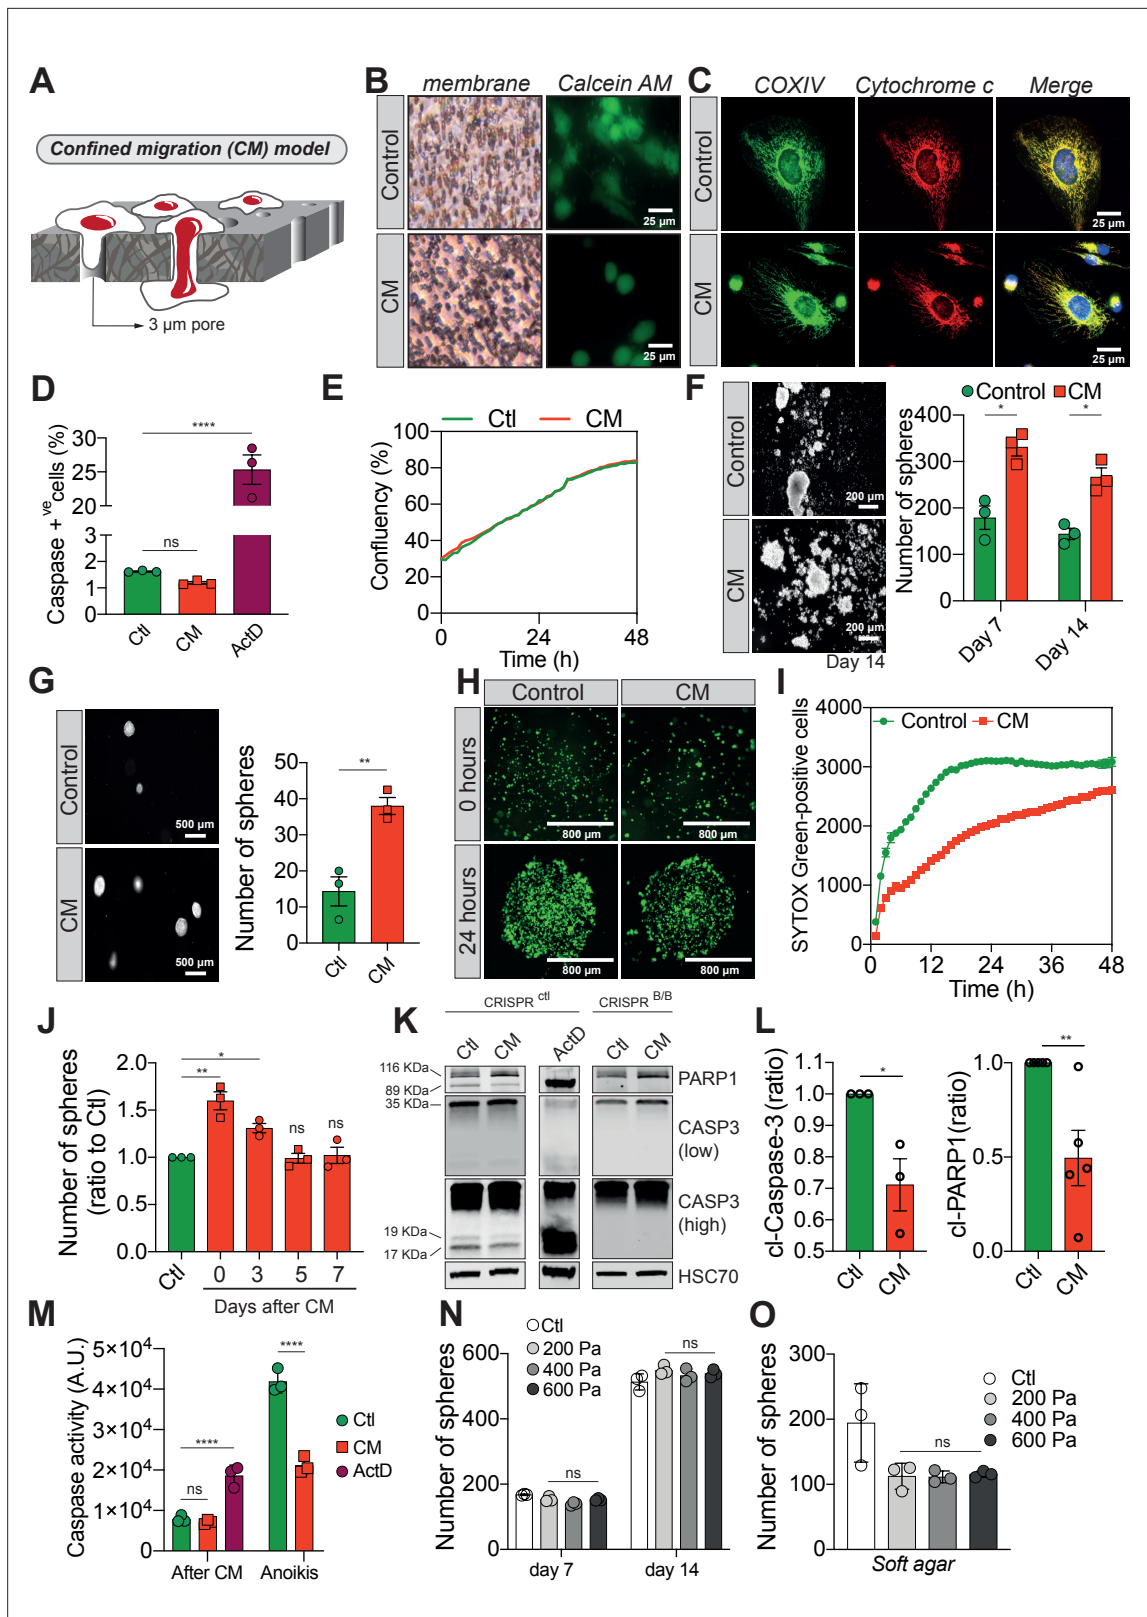 A
Confined migration (CM) model
3 µm pore
B
membrane
Calcein AM
Control
25 µm
CM
25 µm
C
COXIV
Cytochrome c
Merge
Control
25 µm
CM
25 µm
D
Caspase +ve cells (%)
30
25
20
15
2
1
0
****
ns
Ctl
CM
ActD
E
Ctl
CM
Confluency (%)
100
80
60
40
20
0
24
48
Time (h)
F
Control
200 µm
CM
200 µm
Day 14
Control
CM
Number of spheres
400
300
200
100
0
*
*
Day 7
Day 14
G
Control
500 µm
CM
500 µm
Number of spheres
50
40
30
20
10
0
**
Ctl
CM
H
Control
CM
0 hours
800 µm
800 µm
24 hours
800 µm
800 µm
I
SYTOX Green-positive cells
4000
3000
2000
1000
0
Control
CM
0
12
24
36
48
Time (h)
J
Number of spheres
(ratio to Ctl)
2.0
1.5
1.0
0.5
0.0
*
**
ns
ns
Ctl
0
3
5
7
Days after CM
K
CRISPR ctl
CRISPR B/B
Ctl
CM
ActD
Ctl
CM
116 KDa
89 KDa
35 KDa
19 KDa
17 KDa
PARP1
CASP3
(low)
CASP3
(high)
HSC70
L
cl-Caspase-3 (ratio)
1.1
1.0
0.9
0.8
0.7
0.6
0.5
*
Ctl
CM
cl-PARP1(ratio)
1.0
0.5
0.0
**
Ctl
CM
M
Caspase activity (A.U.)
5×10⁴
4×10⁴
3×10⁴
2×10⁴
1×10⁴
0
****
****
ns
Ctl
CM
ActD
After CM
Anoikis
N
Number of spheres
600
400
200
0
Ctl
200 Pa
400 Pa
600 Pa
ns
ns
day 7
day 14
O
Number of spheres
300
200
100
0
Ctl
200 Pa
400 Pa
600 Pa
ns
Soft agar